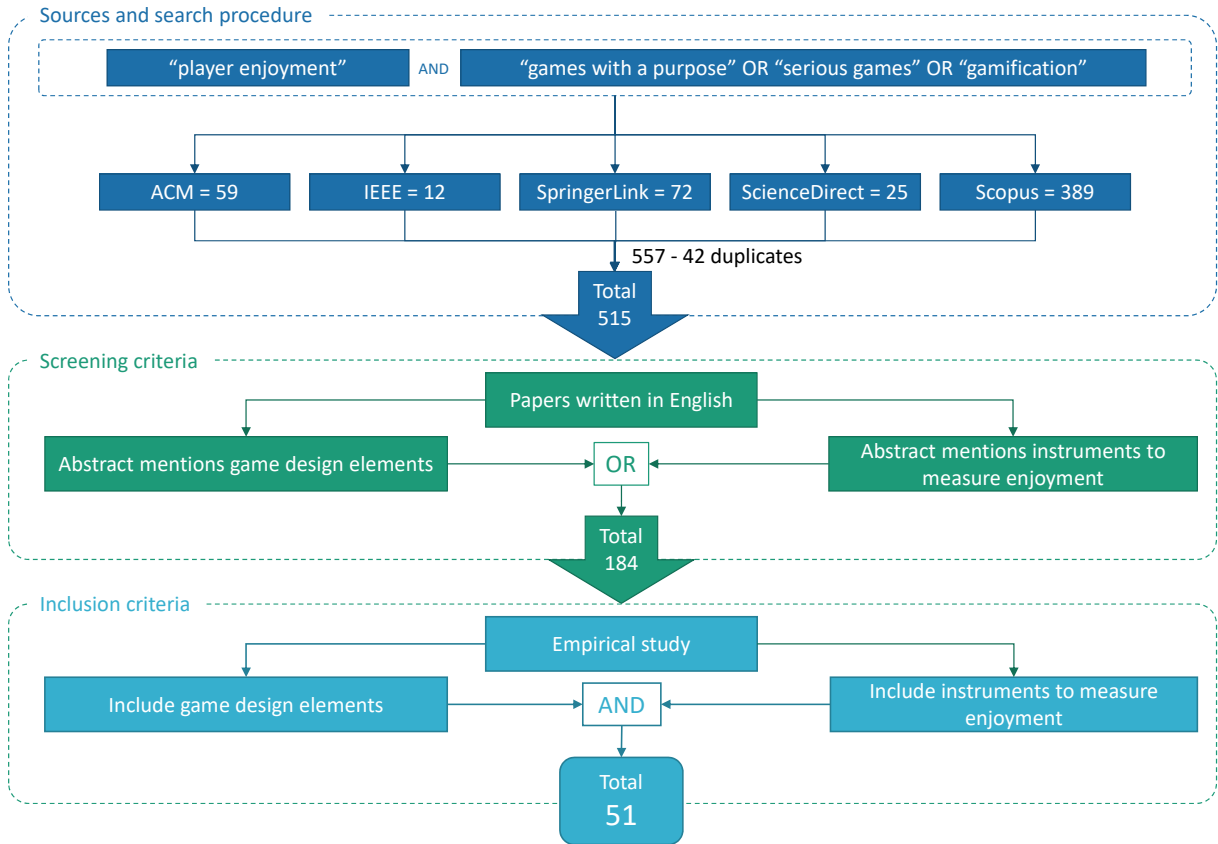 Sources and search procedure
“player enjoyment”
AND
“games with a purpose” OR “serious games” OR “gamification”
ACM = 59
IEEE = 12
SpringerLink = 72
ScienceDirect = 25
Scopus = 389
557 - 42 duplicates
Total
515
Screening criteria
Papers written in English
Abstract mentions game design elements
OR
Abstract mentions instruments to
measure enjoyment
Total
184
Inclusion criteria
Empirical study
Include game design elements
AND
Include instruments to measure
enjoyment
Total
51